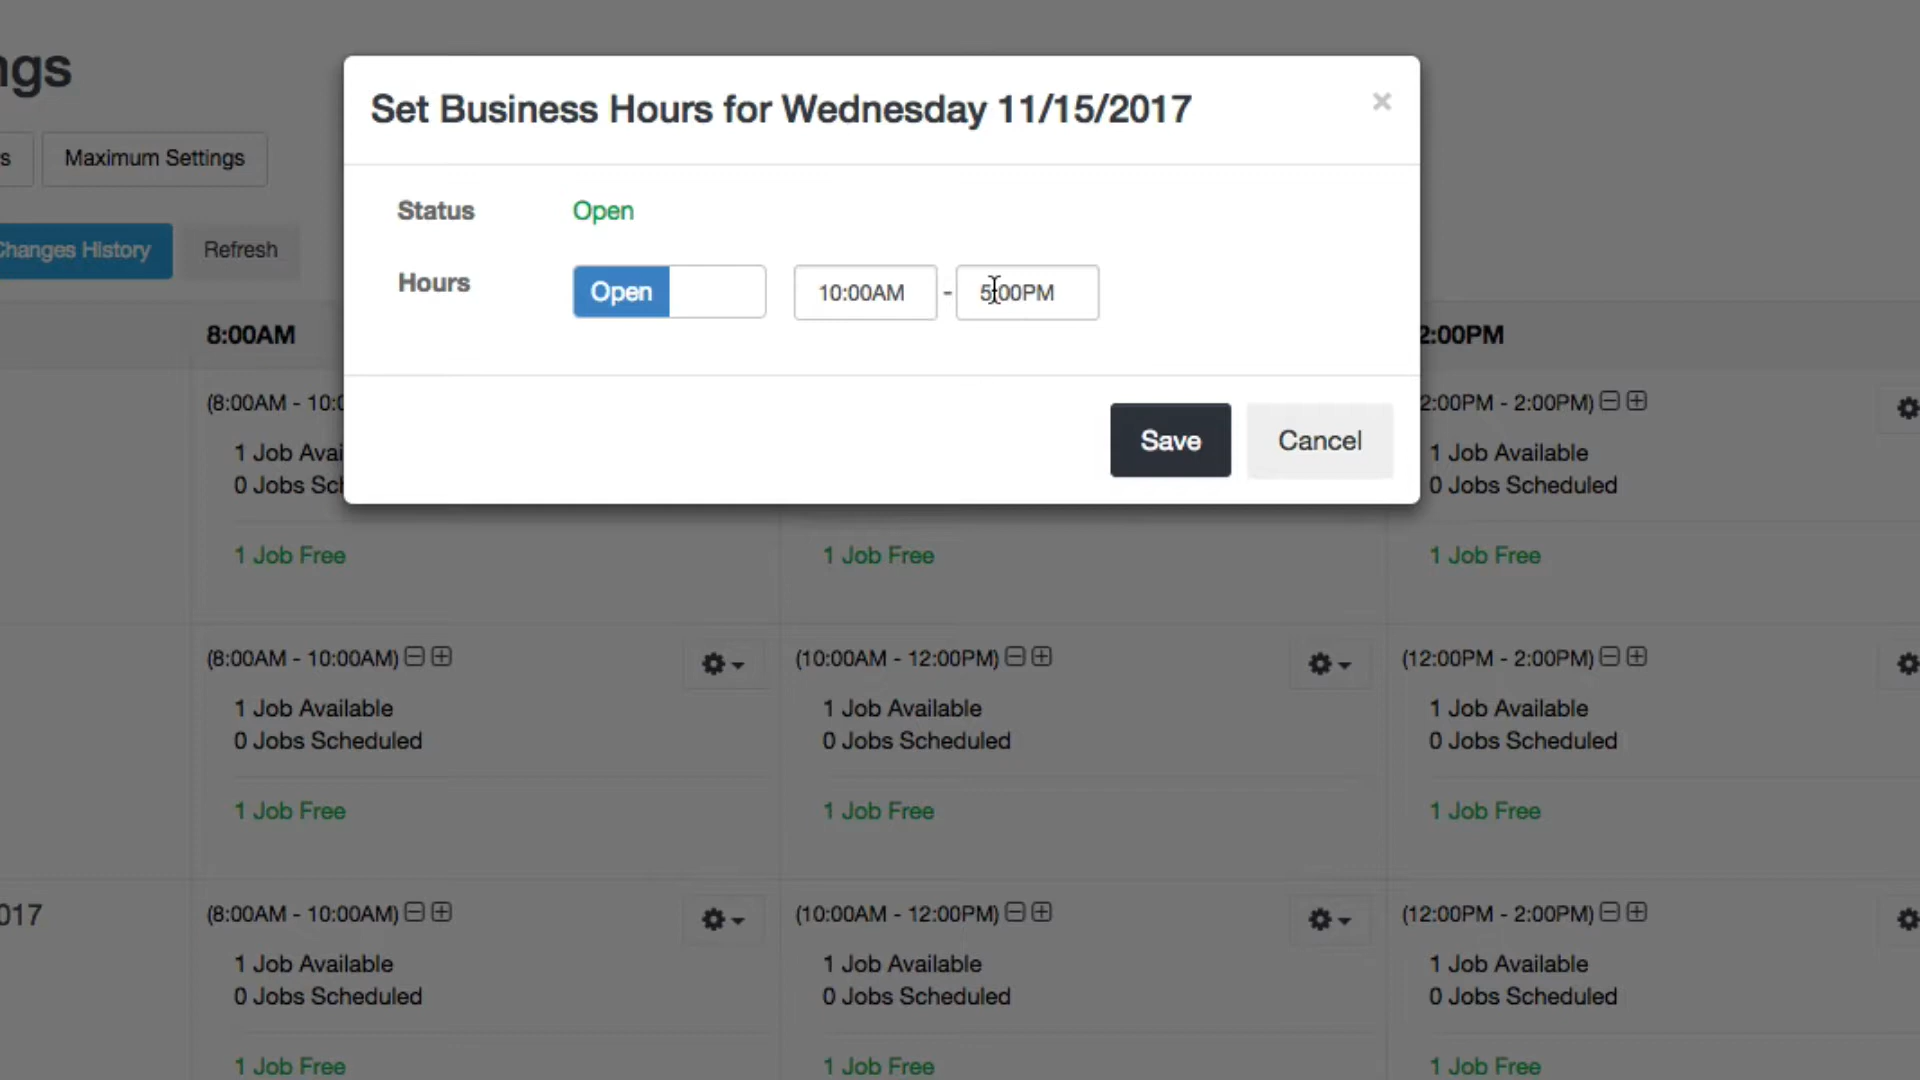 ngs
Set Business Hours for Wednesday 11/15/2017
×
s
Maximum Settings
Status
Open
Changes History
Refresh
Hours
Open
10:00AM - 5:00PM
8:00AM
2:00PM
(8:00AM - 10:0
2:00PM - 2:00PM)
Save
Cancel
1 Job Avai
1 Job Available
0 Jobs Sch
0 Jobs Scheduled
1 Job Free
1 Job Free
1 Job Free
(8:00AM - 10:00AM)
(10:00AM - 12:00PM)
(12:00PM - 2:00PM)
1 Job Available
1 Job Available
1 Job Available
0 Jobs Scheduled
0 Jobs Scheduled
0 Jobs Scheduled
1 Job Free
1 Job Free
1 Job Free
017
(8:00AM - 10:00AM)
(10:00AM - 12:00PM)
(12:00PM - 2:00PM)
1 Job Available
1 Job Available
1 Job Available
0 Jobs Scheduled
0 Jobs Scheduled
0 Jobs Scheduled
1 Job Free
1 Job Free
1 Job Free